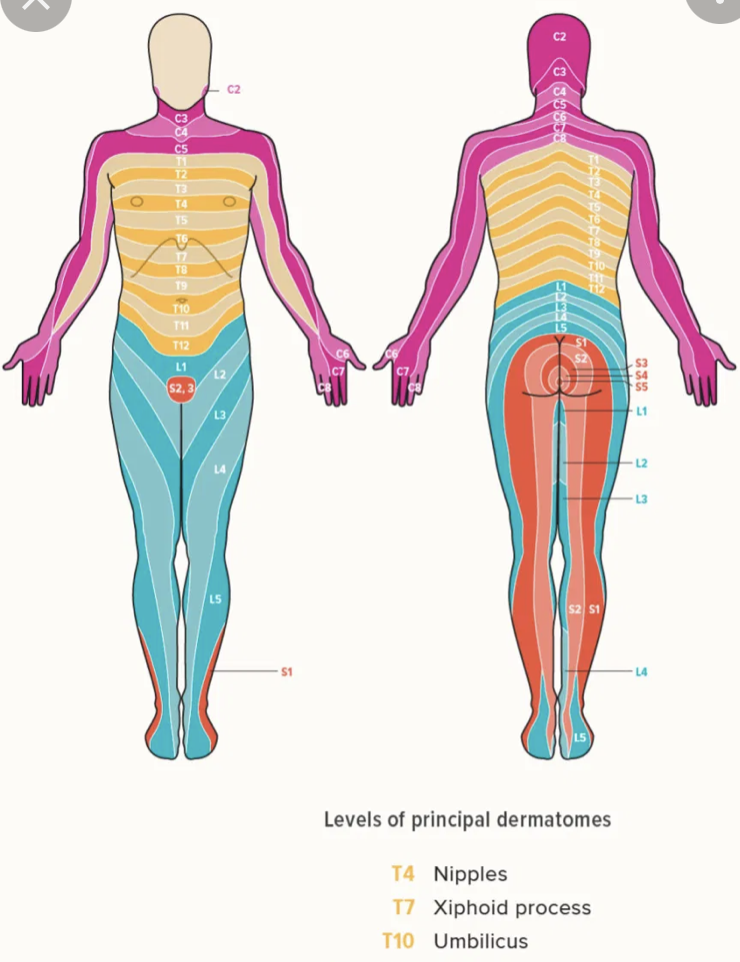 C2
C3
C4
C5
T1
T2
T3
T4
T5
T6
T7
T8
T9
T10
T11
T12
L1
S2, 3
L2
L3
L4
L5
S1
C6
C7
C8
C2
C3
C4
C5
C6
C7
C8
T1
T2
T3
T4
T5
T6
T7
T8
T9
T10
T11
T12
L1
L2
L3
L4
L5
S1
S2
S3
S4
S5
C6
C7
C8
L1
L2
L3
S2 S1
L4
L5
Levels of principal dermatomes
T4 Nipples
T7 Xiphoid process
T10 Umbilicus